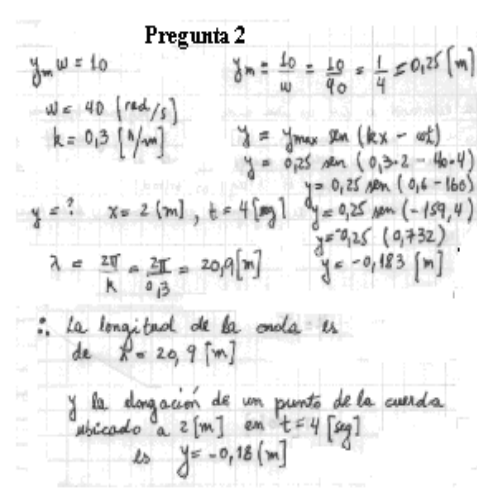 Pregunta 2
y_m w = 10
w = 40 [rad/s]
k = 0,3 [1/m]
y = ? x = 2 [m], t = 4 [seg]
λ = 2π/k = 2π/0,3 = 20,9 [m]
y_m = 10/w = 10/40 = 1/4 = 0,25 [m]
y = y_max sen (kx - wt)
y = 0,25 sen (0,3·2 - 40·4)
y = 0,25 sen (0,6 - 160)
y = 0,25 sen (-159,4)
y = -0,25 (0,732)
y = -0,183 [m]
∴ La longitud de la onda es
de λ = 20,9 [m]
y la elongación de un punto de la cuerda
ubicado a 2 [m] en t = 4 [seg]
es y = -0,18 [m]